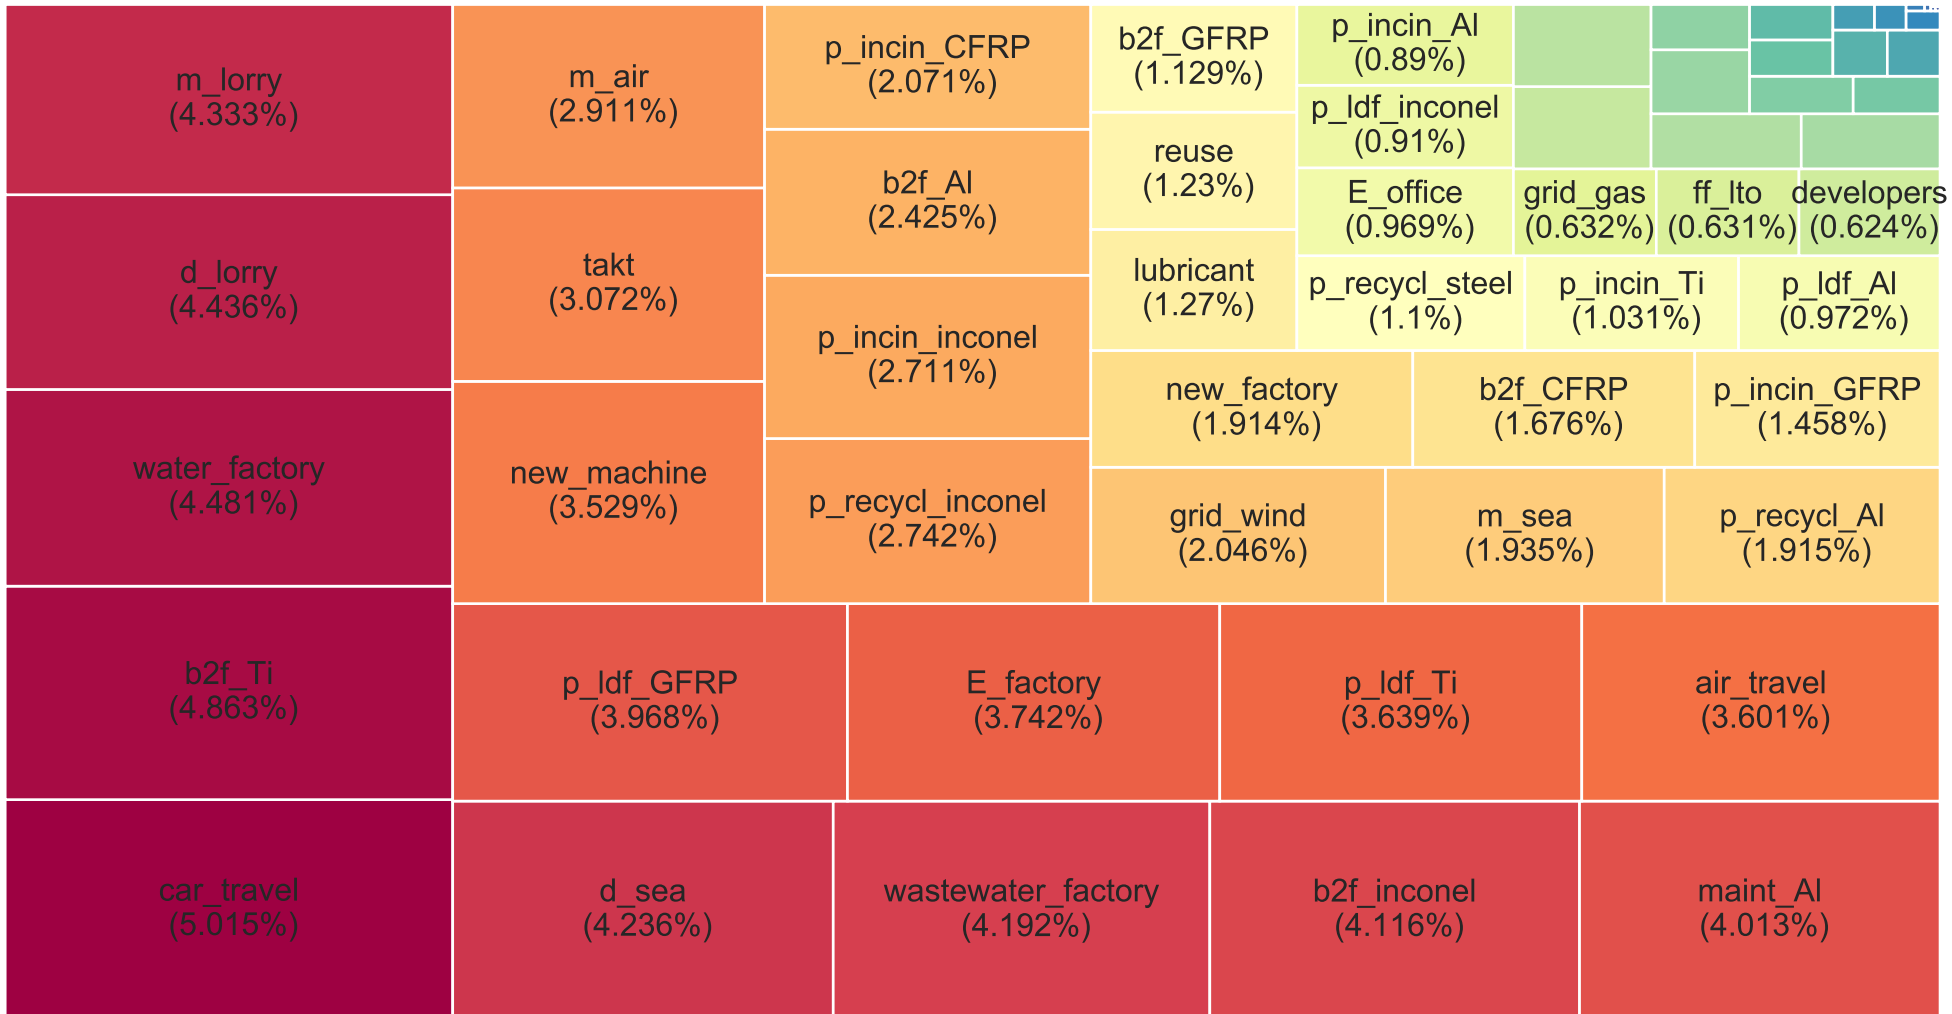 m_lorry
(4.333%)
d_lorry
(4.436%)
water_factory
(4.481%)
b2f_Ti
(4.863%)
car_travel
(5.015%)
m_air
(2.911%)
takt
(3.072%)
new_machine
(3.529%)
p_incin_CFRP
(2.071%)
b2f_Al
(2.425%)
p_incin_inconel
(2.711%)
p_recycl_inconel
(2.742%)
b2f_GFRP
(1.129%)
reuse
(1.23%)
lubricant
(1.27%)
p_incin_Al
(0.89%)
p_ldf_inconel
(0.91%)
E_office
(0.969%)
grid_gas
(0.632%)
ff_lto
(0.631%)
developers
(0.624%)
p_recycl_steel
(1.1%)
p_incin_Ti
(1.031%)
p_ldf_Al
(0.972%)
new_factory
(1.914%)
b2f_CFRP
(1.676%)
p_incin_GFRP
(1.458%)
grid_wind
(2.046%)
m_sea
(1.935%)
p_recycl_Al
(1.915%)
p_ldf_GFRP
(3.968%)
E_factory
(3.742%)
p_ldf_Ti
(3.639%)
air_travel
(3.601%)
d_sea
(4.236%)
wastewater_factory
(4.192%)
b2f_inconel
(4.116%)
maint_Al
(4.013%)